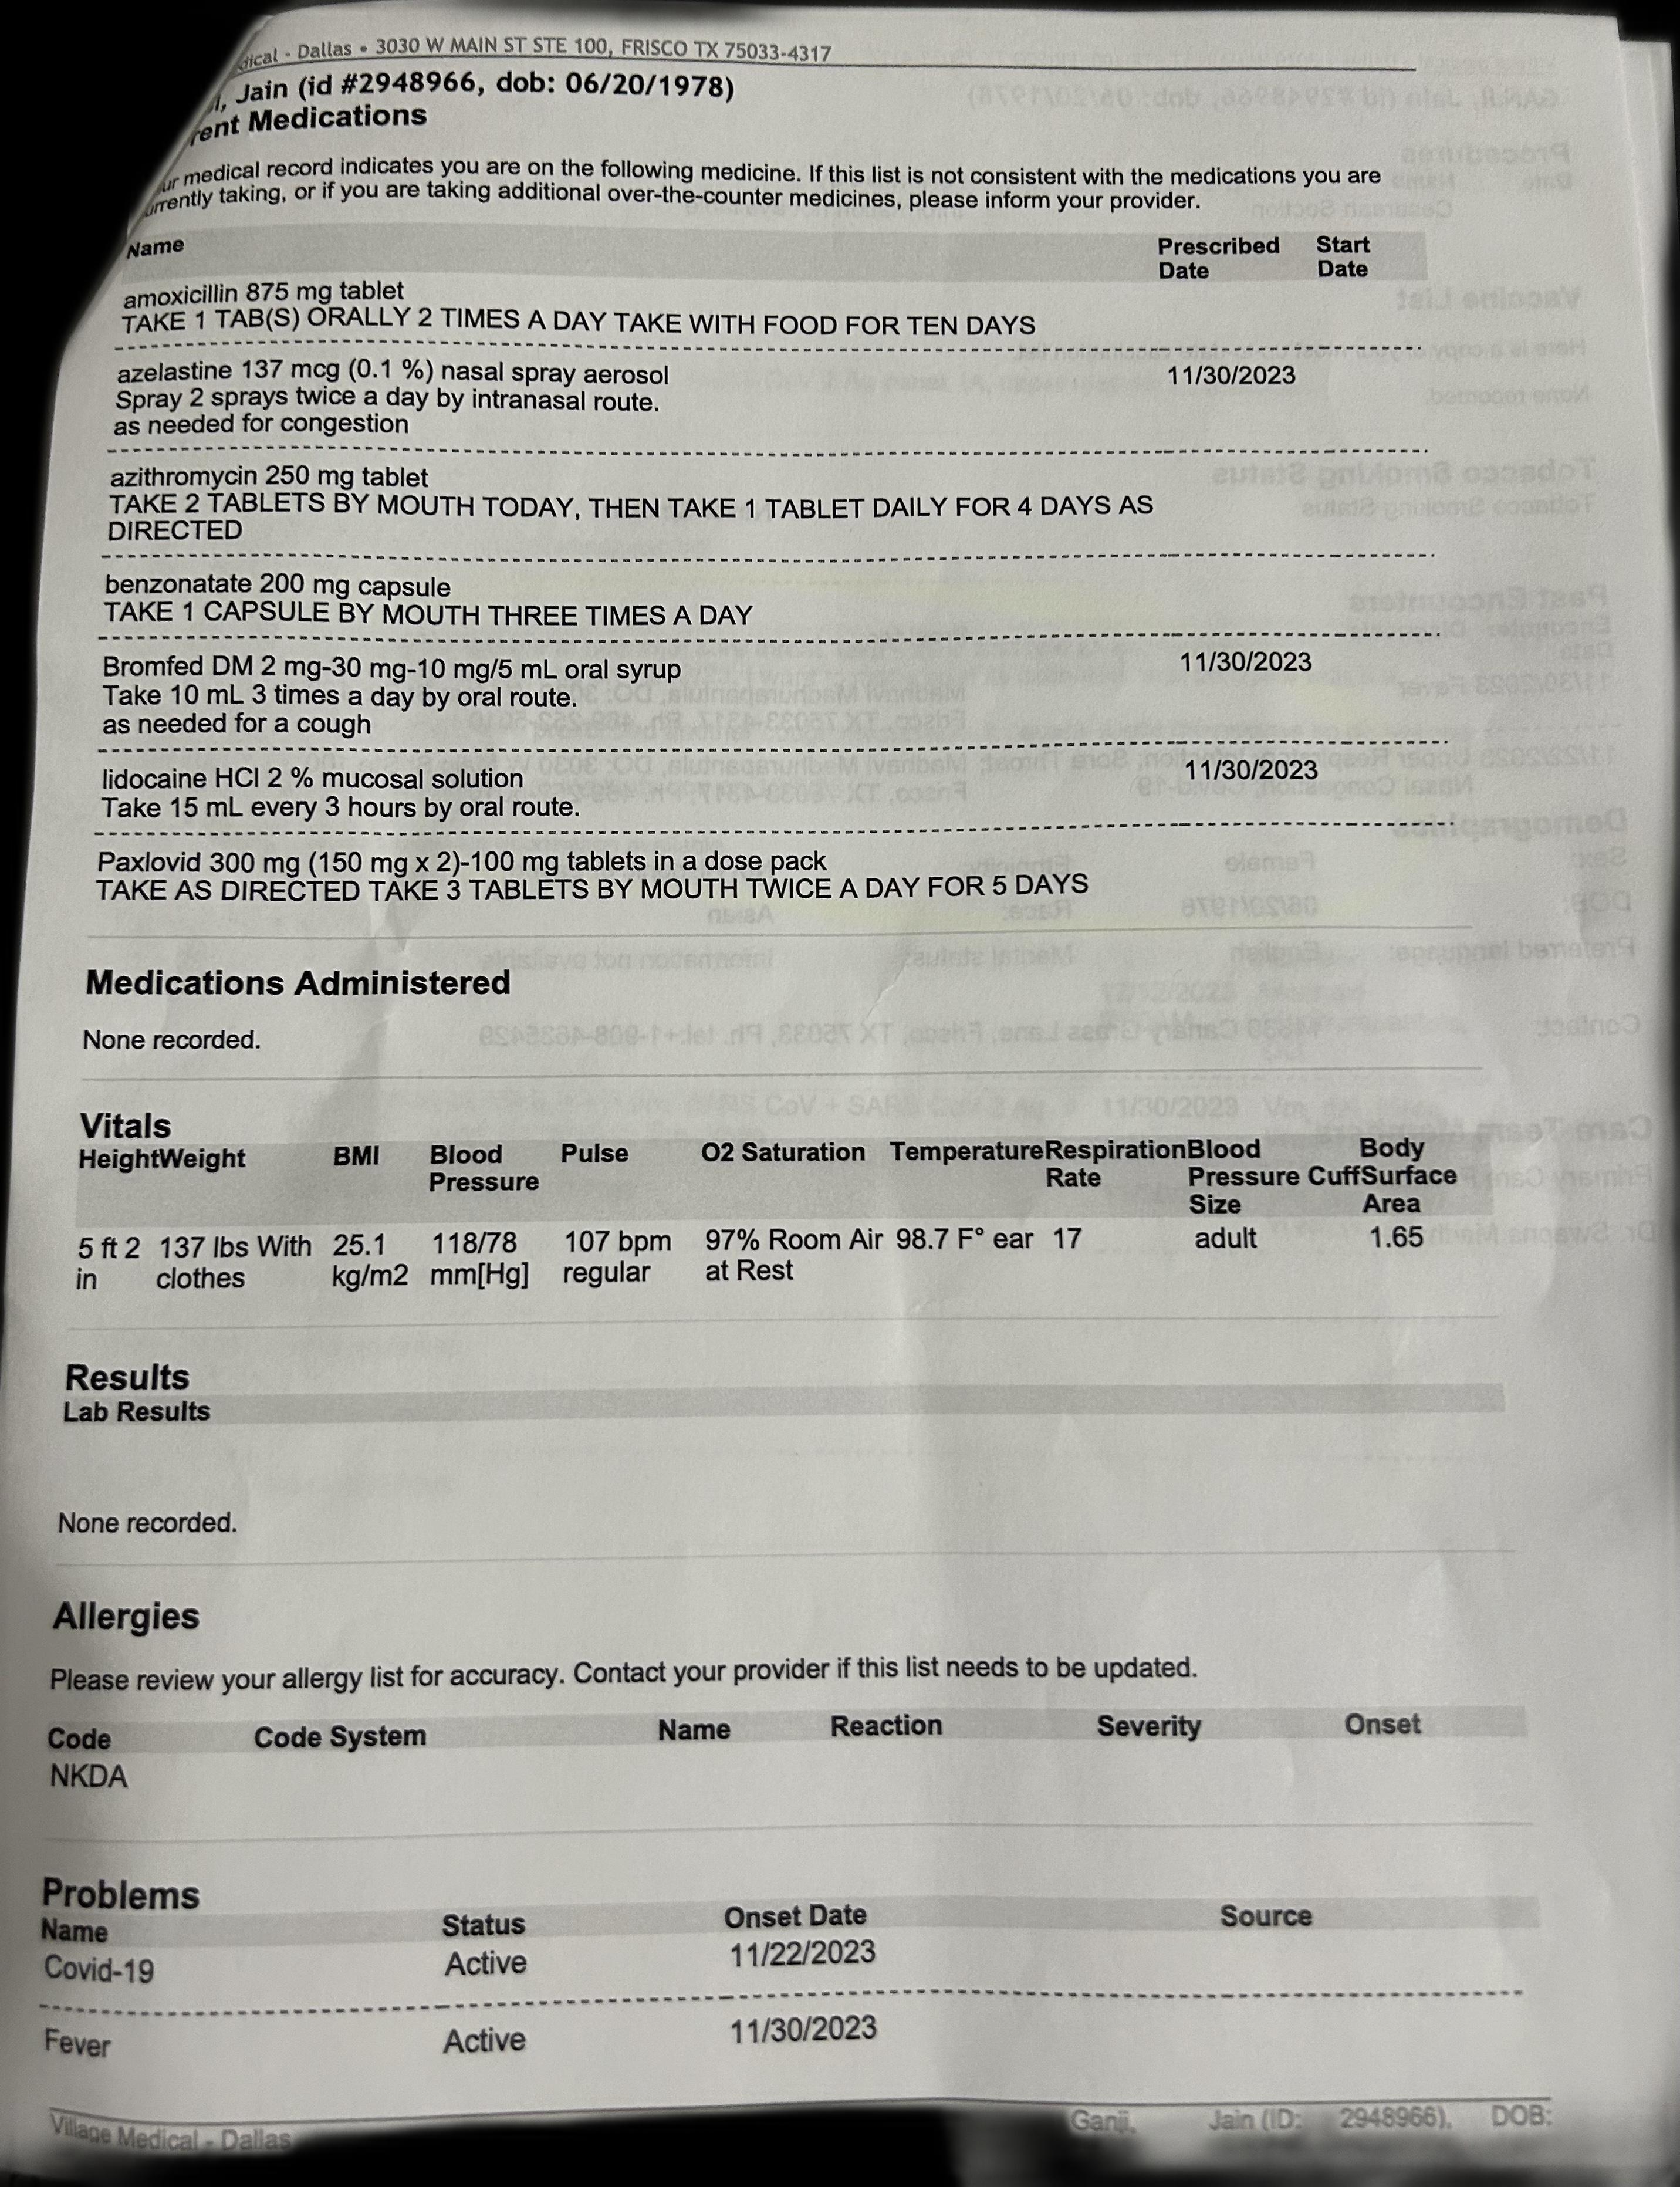 dical - Dallas • 3030 W MAIN ST STE 100, FRISCO TX 75033-4317
Jain (id #2948966, dob: 06/20/1978)
rent Medications
ur medical record indicates you are on the following medicine. If this list is not consistent with the medications you are
urrently taking, or if you are taking additional over-the-counter medicines, please inform your provider.
Name Prescribed Date Start Date
amoxicillin 875 mg tablet
TAKE 1 TAB(S) ORALLY 2 TIMES A DAY TAKE WITH FOOD FOR TEN DAYS
azelastine 137 mcg (0.1 %) nasal spray aerosol 11/30/2023
Spray 2 sprays twice a day by intranasal route.
as needed for congestion
azithromycin 250 mg tablet
TAKE 2 TABLETS BY MOUTH TODAY, THEN TAKE 1 TABLET DAILY FOR 4 DAYS AS
DIRECTED
benzonatate 200 mg capsule
TAKE 1 CAPSULE BY MOUTH THREE TIMES A DAY
Bromfed DM 2 mg-30 mg-10 mg/5 mL oral syrup 11/30/2023
Take 10 mL 3 times a day by oral route.
as needed for a cough
lidocaine HCl 2 % mucosal solution 11/30/2023
Take 15 mL every 3 hours by oral route.
Paxlovid 300 mg (150 mg x 2)-100 mg tablets in a dose pack
TAKE AS DIRECTED TAKE 3 TABLETS BY MOUTH TWICE A DAY FOR 5 DAYS
Medications Administered
None recorded.
Vitals
Height Weight BMI Blood Pressure Pulse O2 Saturation Temperature Respiration Rate Blood Pressure Cuff Size Body Surface Area
5 ft 2 in 137 lbs With clothes 25.1 kg/m2 118/78 mm[Hg] 107 bpm regular 97% Room Air at Rest 98.7 F° ear 17 adult 1.65
Results
Lab Results
None recorded.
Allergies
Please review your allergy list for accuracy. Contact your provider if this list needs to be updated.
Code Code System Name Reaction Severity Onset
NKDA
Problems
Name Status Onset Date Source
Covid-19 Active 11/22/2023
Fever Active 11/30/2023
Village Medical - Dallas Ganji, Jain (ID: 2948966), DOB: